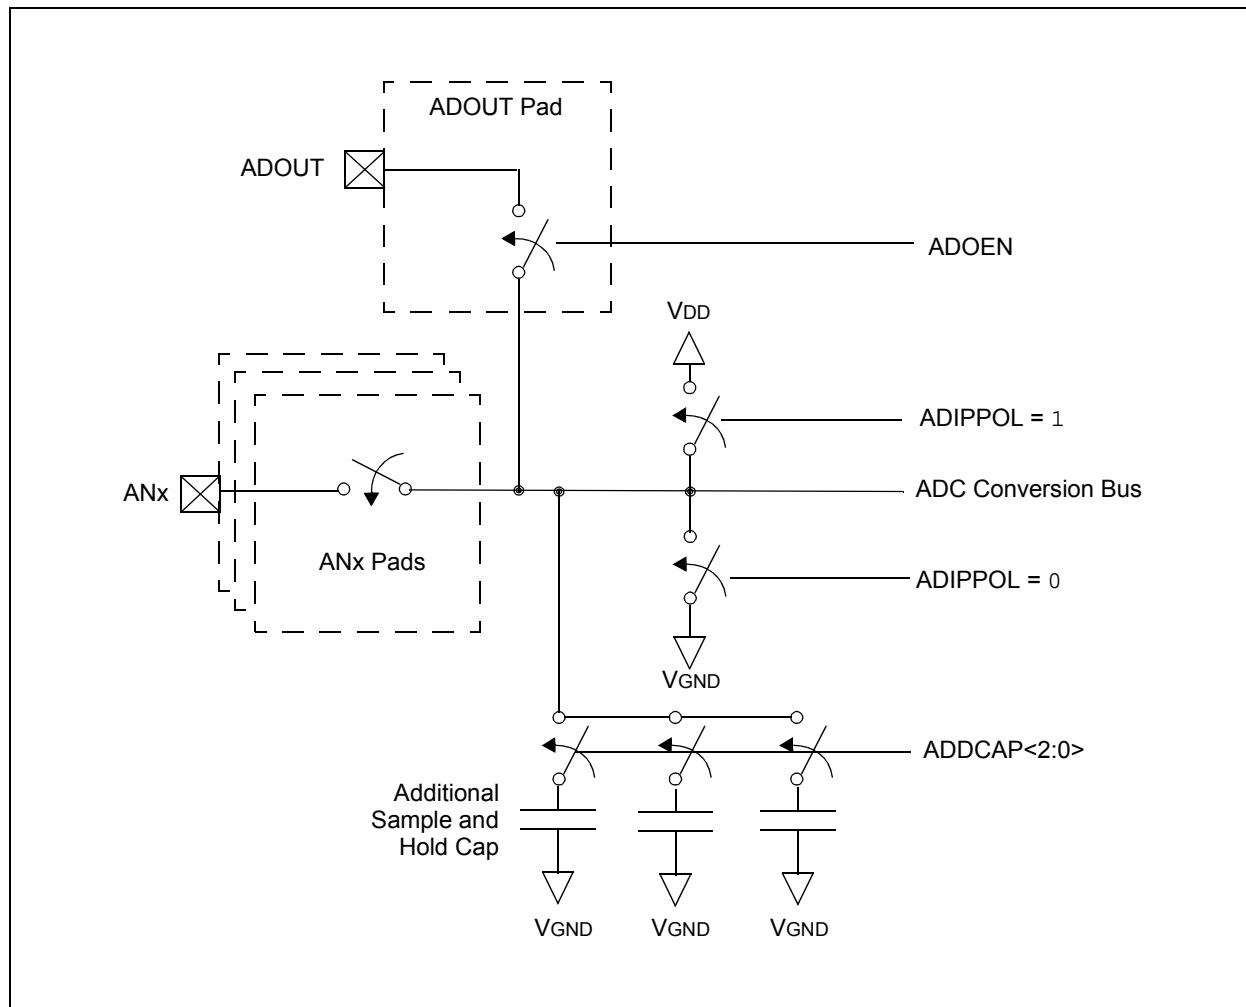 ADOUT Pad
ADOUT
ADOEN
VDD
ADIPPOL = 1
ANx
ADC Conversion Bus
ANx Pads
ADIPPOL = 0
VGND
ADDCAP<2:0>
Additional
Sample and
Hold Cap
VGND
VGND
VGND